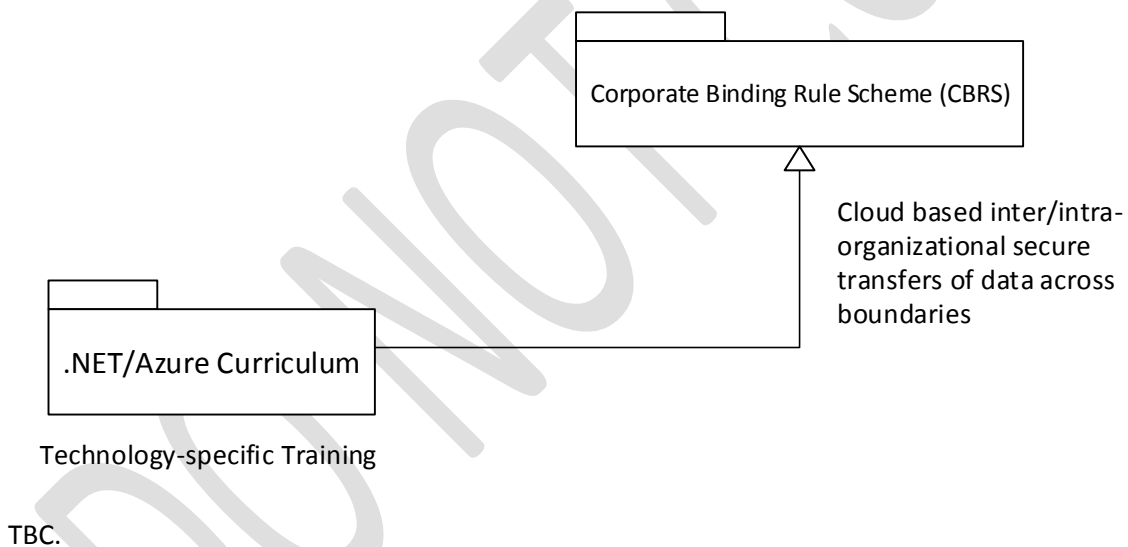 Corporate Binding Rule Scheme (CBRS)
Cloud based inter/intra-
organizational secure
transfers of data across
boundaries
.NET/Azure Curriculum
Technology-specific Training
TBC.
DO NOT